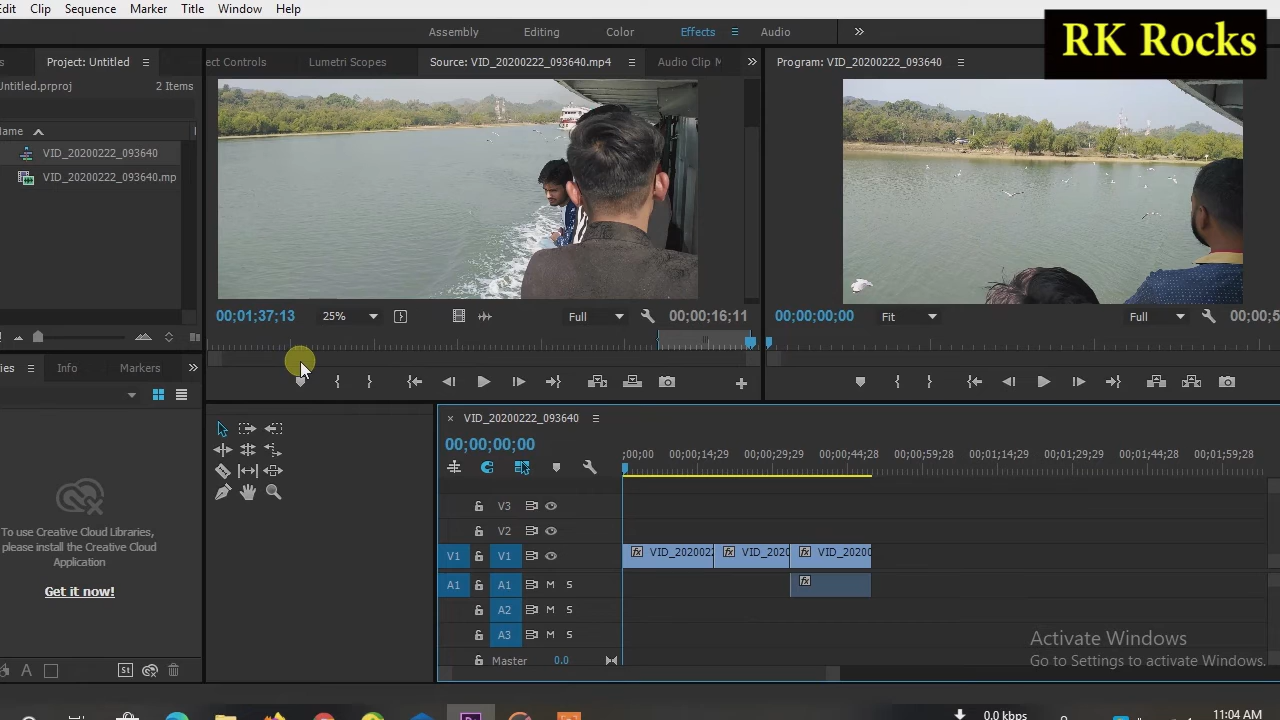 Edit Clip Sequence Marker Title Window Help
RK Rocks
Assembly Editing Color Effects Audio
Project: Untitled
ect Controls Lumetri Scopes Source: VID_20200222_093640.mp4 Audio Clip M
Program: VID_20200222_093640
Untitled.prproj 2 Items
Name
VID_20200222_093640
VID_20200222_093640.mp
00;01;37;13 25% Full 00;00;16;11
00;00;00;00 Fit Full 00;00;5
ies Info Markers
VID_20200222_093640
00;00;00;00
;00;00 00;00;14;29 00;00;29;29 00;00;44;28 00;00;59;28 00;01;14;29 00;01;29;29 00;01;44;28 00;01;59;28
V3
V2
V1 V1 VID_202022 VID_2020 VID_2020
A1 A1 M S
A2 M S
A3 M S
Master 0.0
To use Creative Cloud Libraries,
please install the Creative Cloud
Application
Get it now!
St
Activate Windows
Go to Settings to activate Windows.
0.0 kbps 11:04 AM